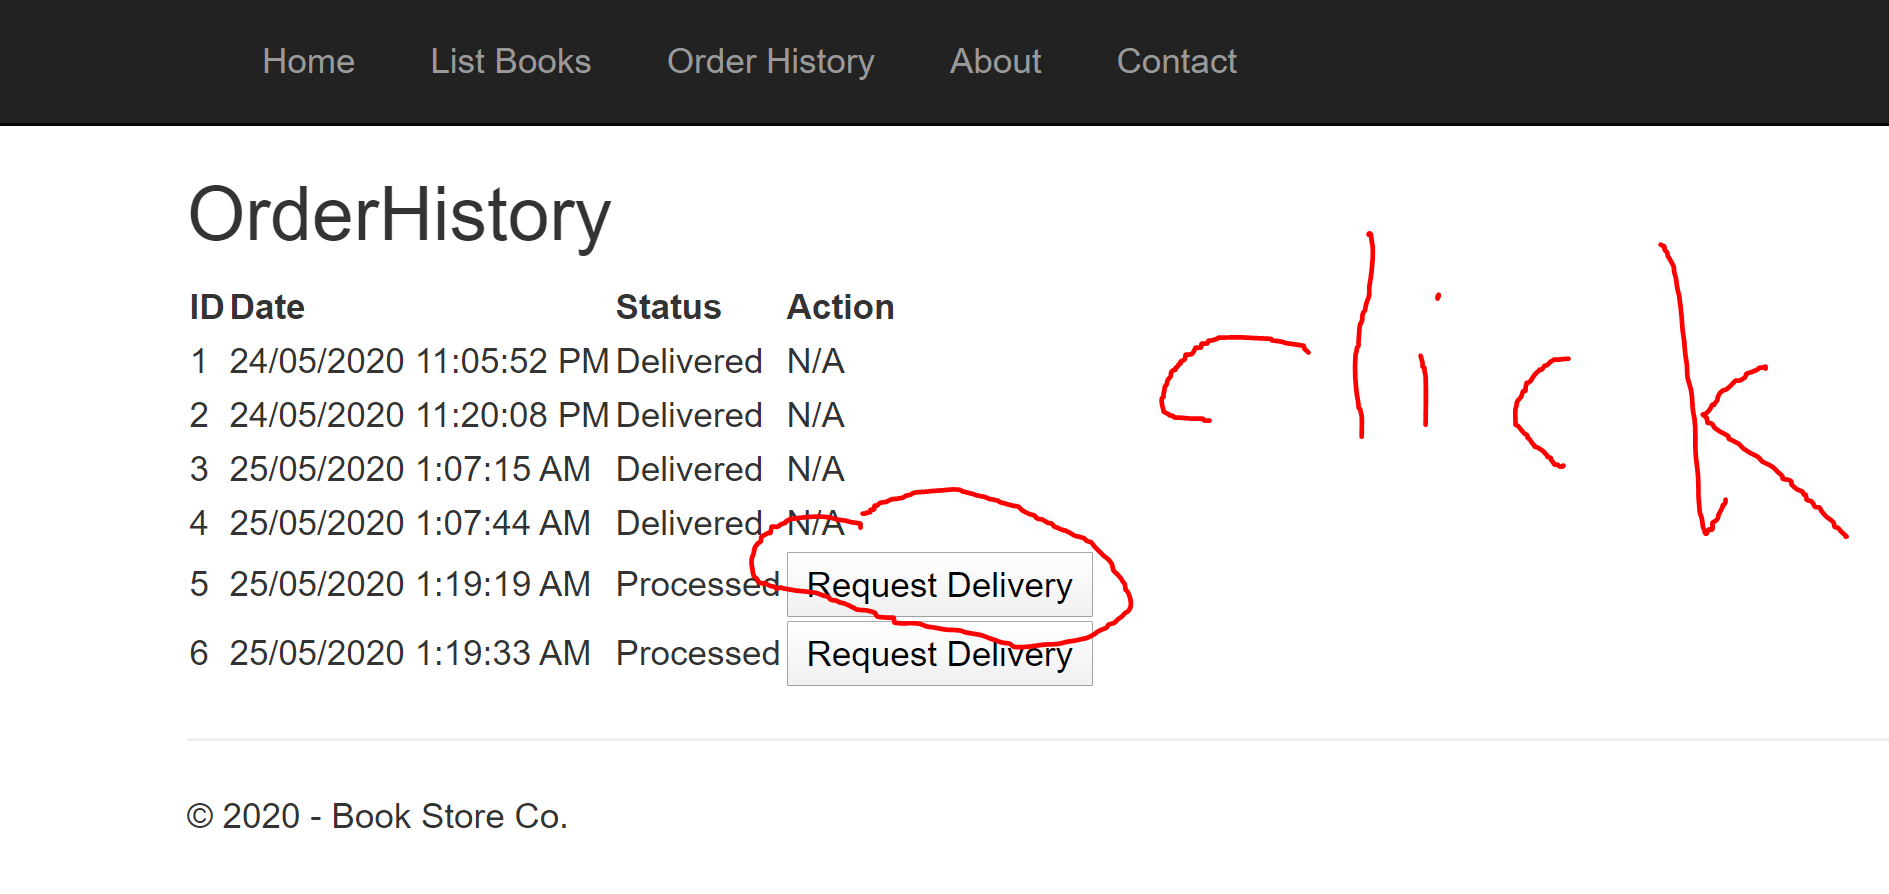 Home List Books Order History About Contact
OrderHistory
click
ID Date Status Action
1 24/05/2020 11:05:52 PM Delivered N/A
2 24/05/2020 11:20:08 PM Delivered N/A
3 25/05/2020 1:07:15 AM Delivered N/A
4 25/05/2020 1:07:44 AM Delivered N/A
5 25/05/2020 1:19:19 AM Processed Request Delivery
6 25/05/2020 1:19:33 AM Processed Request Delivery
© 2020 - Book Store Co.